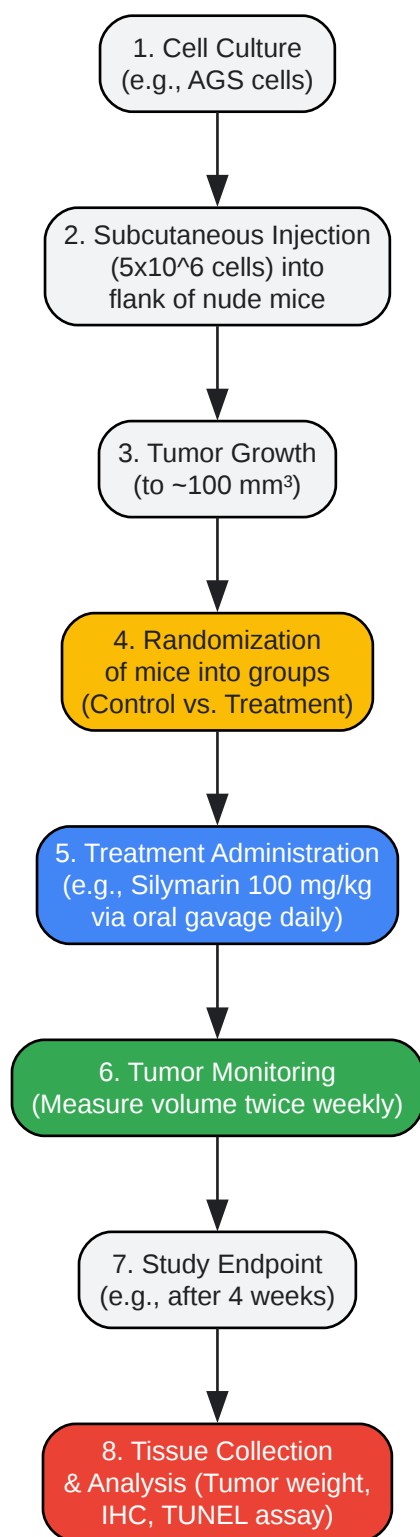 1. Cell Culture
(e.g., AGS cells)
2. Subcutaneous Injection
(5x10^6 cells) into
flank of nude mice
3. Tumor Growth
(to ~100 mm³)
4. Randomization
of mice into groups
(Control vs. Treatment)
5. Treatment Administration
(e.g., Silymarin 100 mg/kg
via oral gavage daily)
6. Tumor Monitoring
(Measure volume twice weekly)
7. Study Endpoint
(e.g., after 4 weeks)
8. Tissue Collection
& Analysis (Tumor weight,
IHC, TUNEL assay)